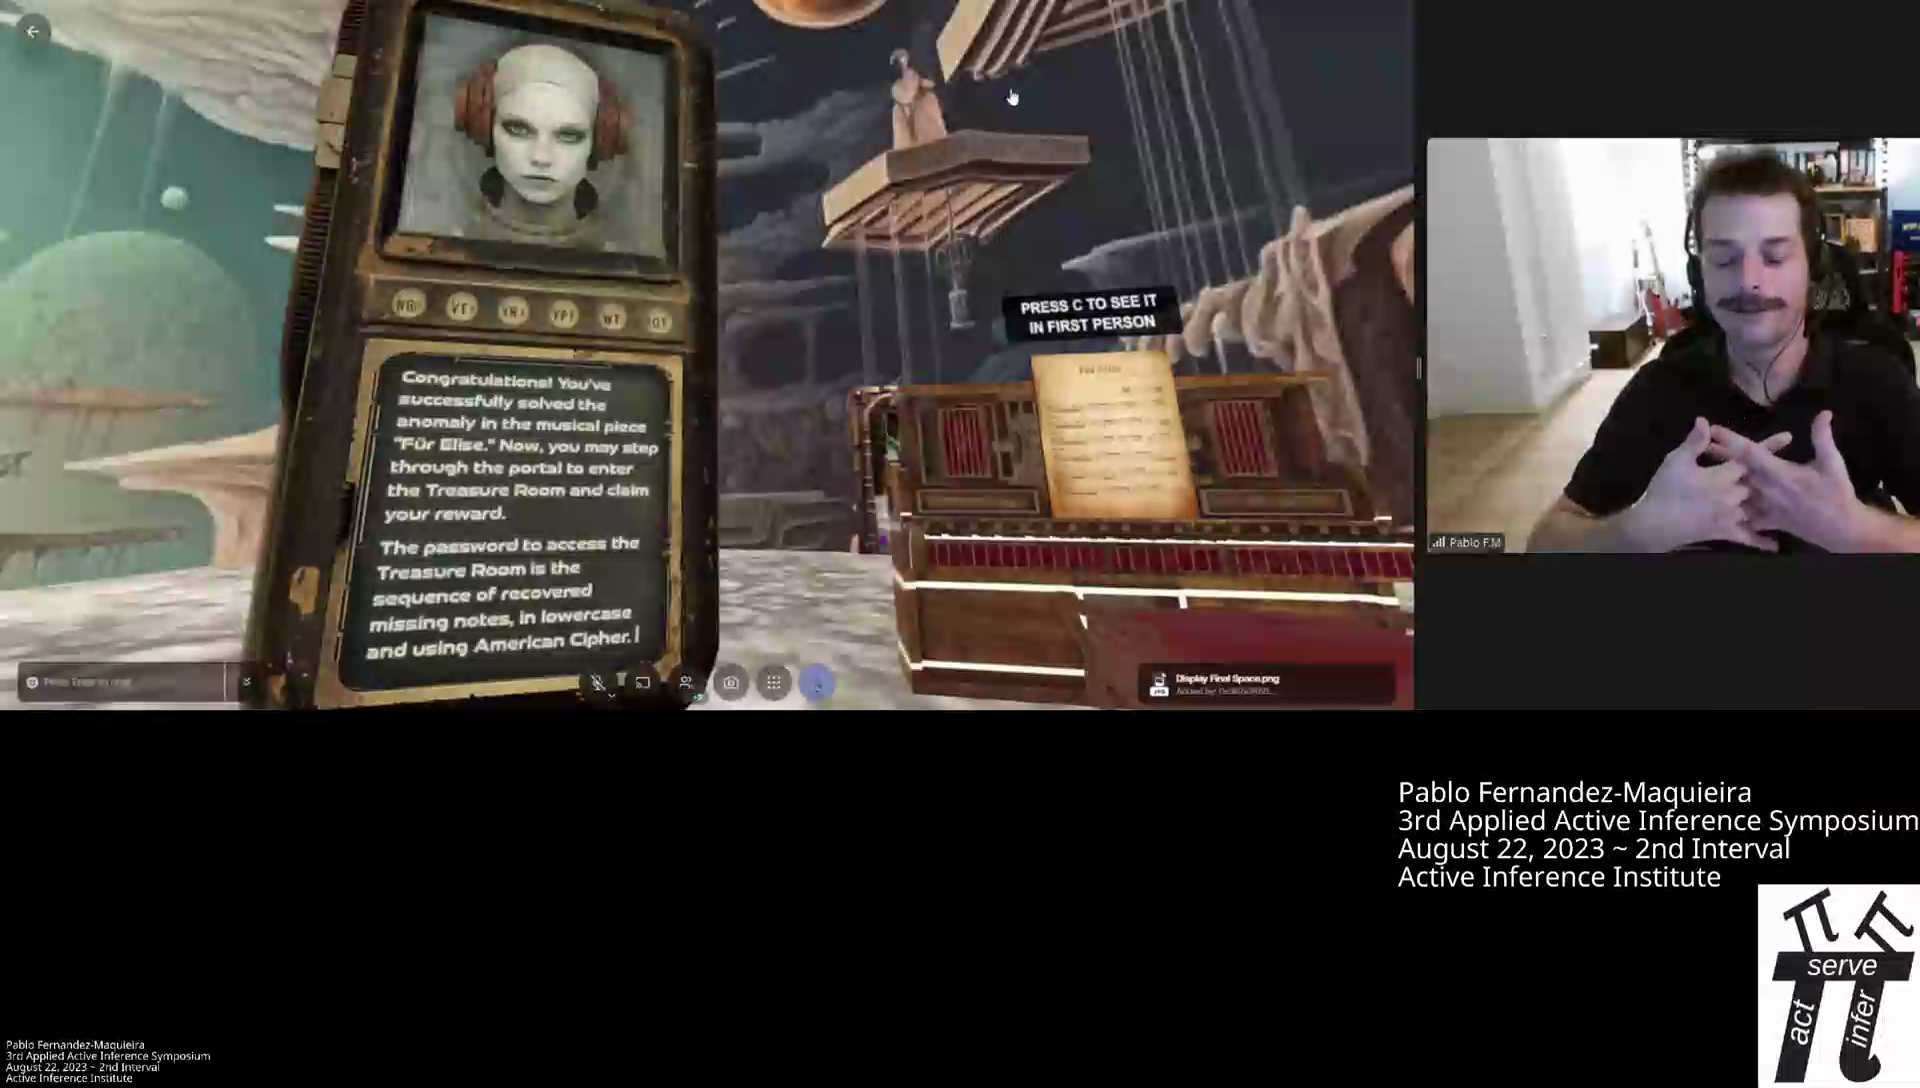 Congratulations! You've
successfully solved the
anomaly in the musical piece
"Für Elise." Now, you may step
through the portal to enter
the Treasure Room and claim
your reward.
The password to access the
Treasure Room is the
sequence of recovered
missing notes, in lowercase
and using American Cipher.
PRESS C TO SEE IT
IN FIRST PERSON
Display Final Space.png
Pablo F.M
Pablo Fernandez-Maquieira
3rd Applied Active Inference Symposium
August 22, 2023 ~ 2nd Interval
Active Inference Institute
serve
act
infer
Pablo Fernandez-Maquieira
3rd Applied Active Inference Symposium
August 22, 2023 ~ 2nd Interval
Active Inference Institute